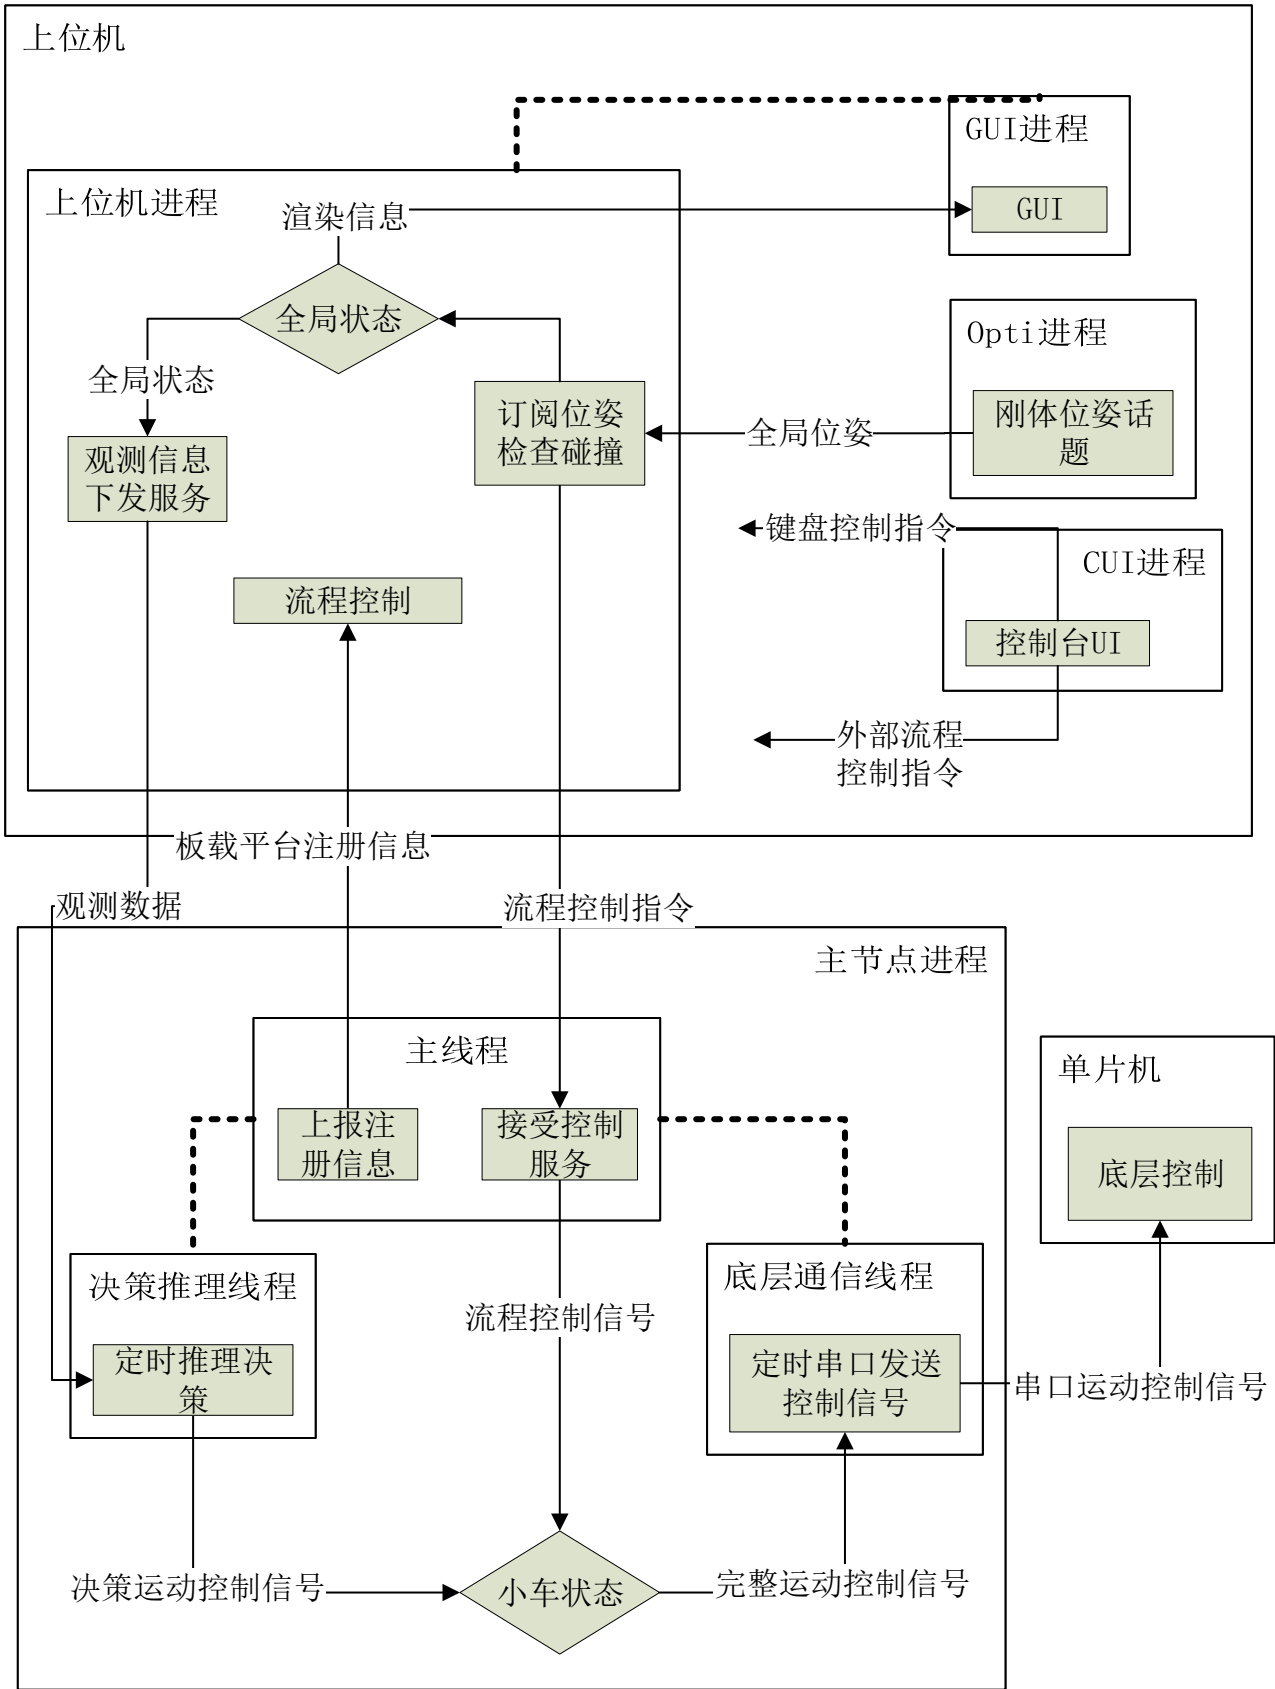 上位机
GUI进程
上位机进程
渲染信息
GUI
全局状态
Opti进程
全局状态
订阅位姿
检查碰撞
全局位姿
刚体位姿话
题
观测信息
下发服务
键盘控制指令
CUI进程
流程控制
控制台UI
外部流程
控制指令
板载平台注册信息
观测数据
流程控制指令
主节点进程
主线程
单片机
上报注
册信息
接受控制
服务
底层控制
决策推理线程
底层通信线程
流程控制信号
定时推理决
策
定时串口发送
控制信号
串口运动控制信号
决策运动控制信号
小车状态
完整运动控制信号